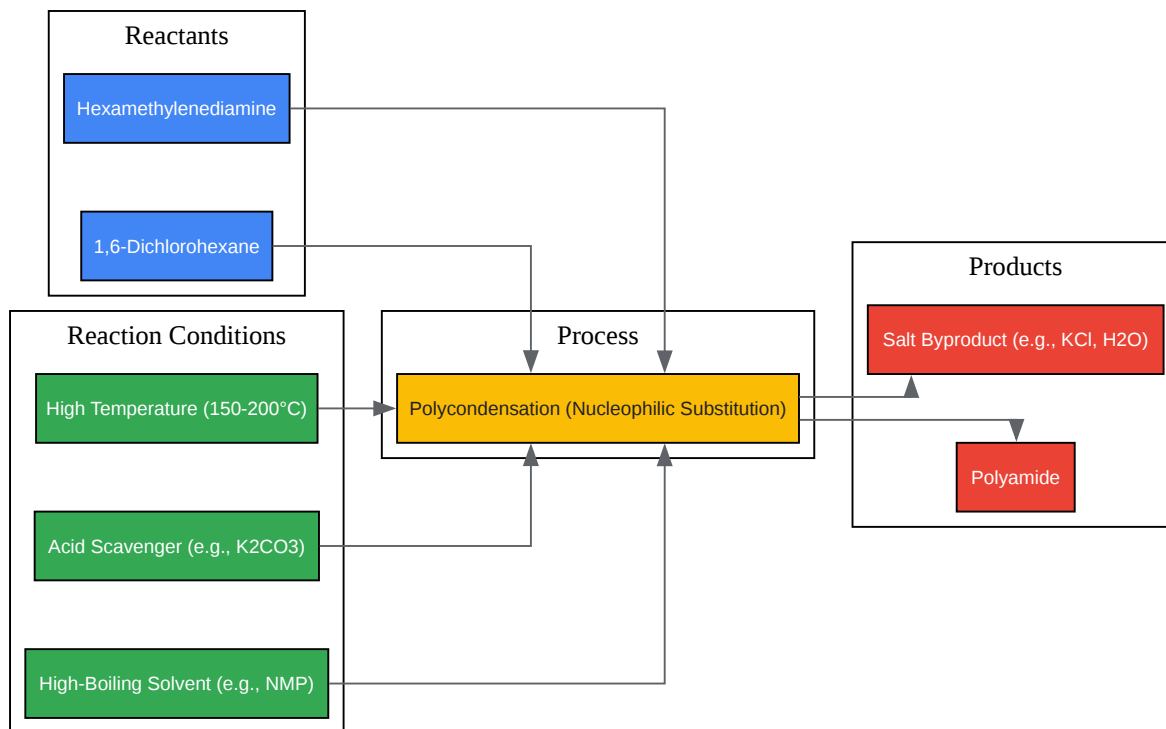 Reactants
Hexamethylenediamine
1,6-Dichlorohexane
Reaction Conditions
High Temperature (150-200°C)
Acid Scavenger (e.g., K2CO3)
High-Boiling Solvent (e.g., NMP)
Process
Polycondensation (Nucleophilic Substitution)
Products
Salt Byproduct (e.g., KCl, H2O)
Polyamide